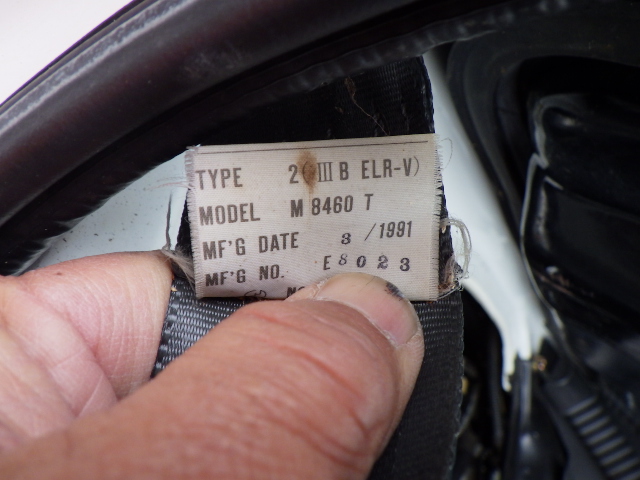 TYPE 2(III B ELR-V)
MODEL M 8460 T
MF'G DATE 3 / 1991
MF'G NO. E8023